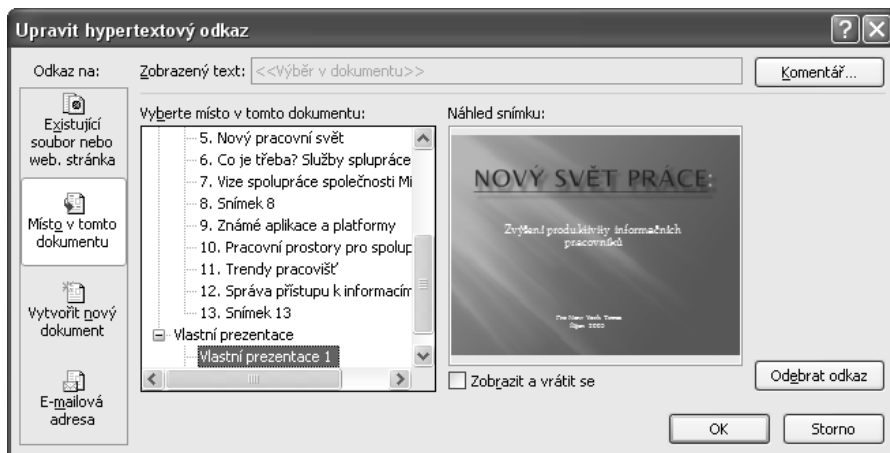 Upravit hypertextový odkaz
Odkaz na:
Zobrazený text: <<Výběr v dokumentu>>
Komentář...
Existující
soubor nebo
web. stránka
Místo v tomto
dokumentu
Vytvořit nový
dokument
E-mailová
adresa
Vyberte místo v tomto dokumentu:
5. Nový pracovní svět
6. Co je třeba? Služby splupráce
7. Vize spolupráce společnosti Mi
8. Snímek 8
9. Známé aplikace a platformy
10. Pracovní prostory pro spolup
11. Trendy pracovišť
12. Správa přístupu k informacím
13. Snímek 13
Vlastní prezentace
Vlastní prezentace 1
Náhled snímku:
NOVÝ SVĚT PRÁCE:
Zvýšení produktivity informačních
pracovníků
Říjen 2005
Zobrazit a vrátit se
Odebrat odkaz
OK
Storno